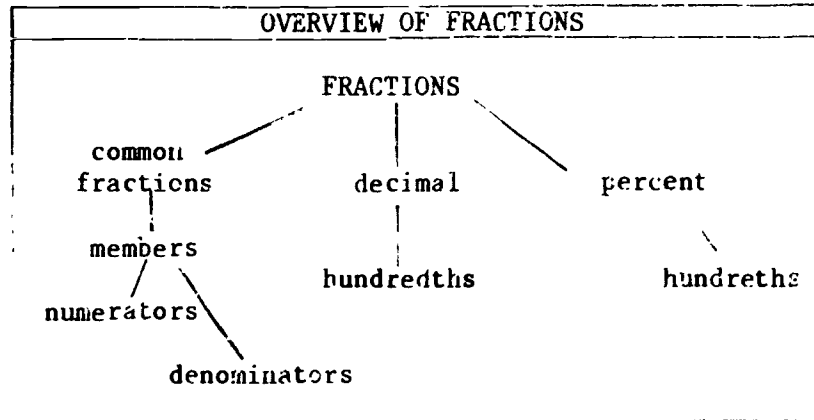 OVERVIEW OF FRACTIONS
FRACTIONS
common
fractions decimal percent
members
hundredths hundreths
numerators
denominators